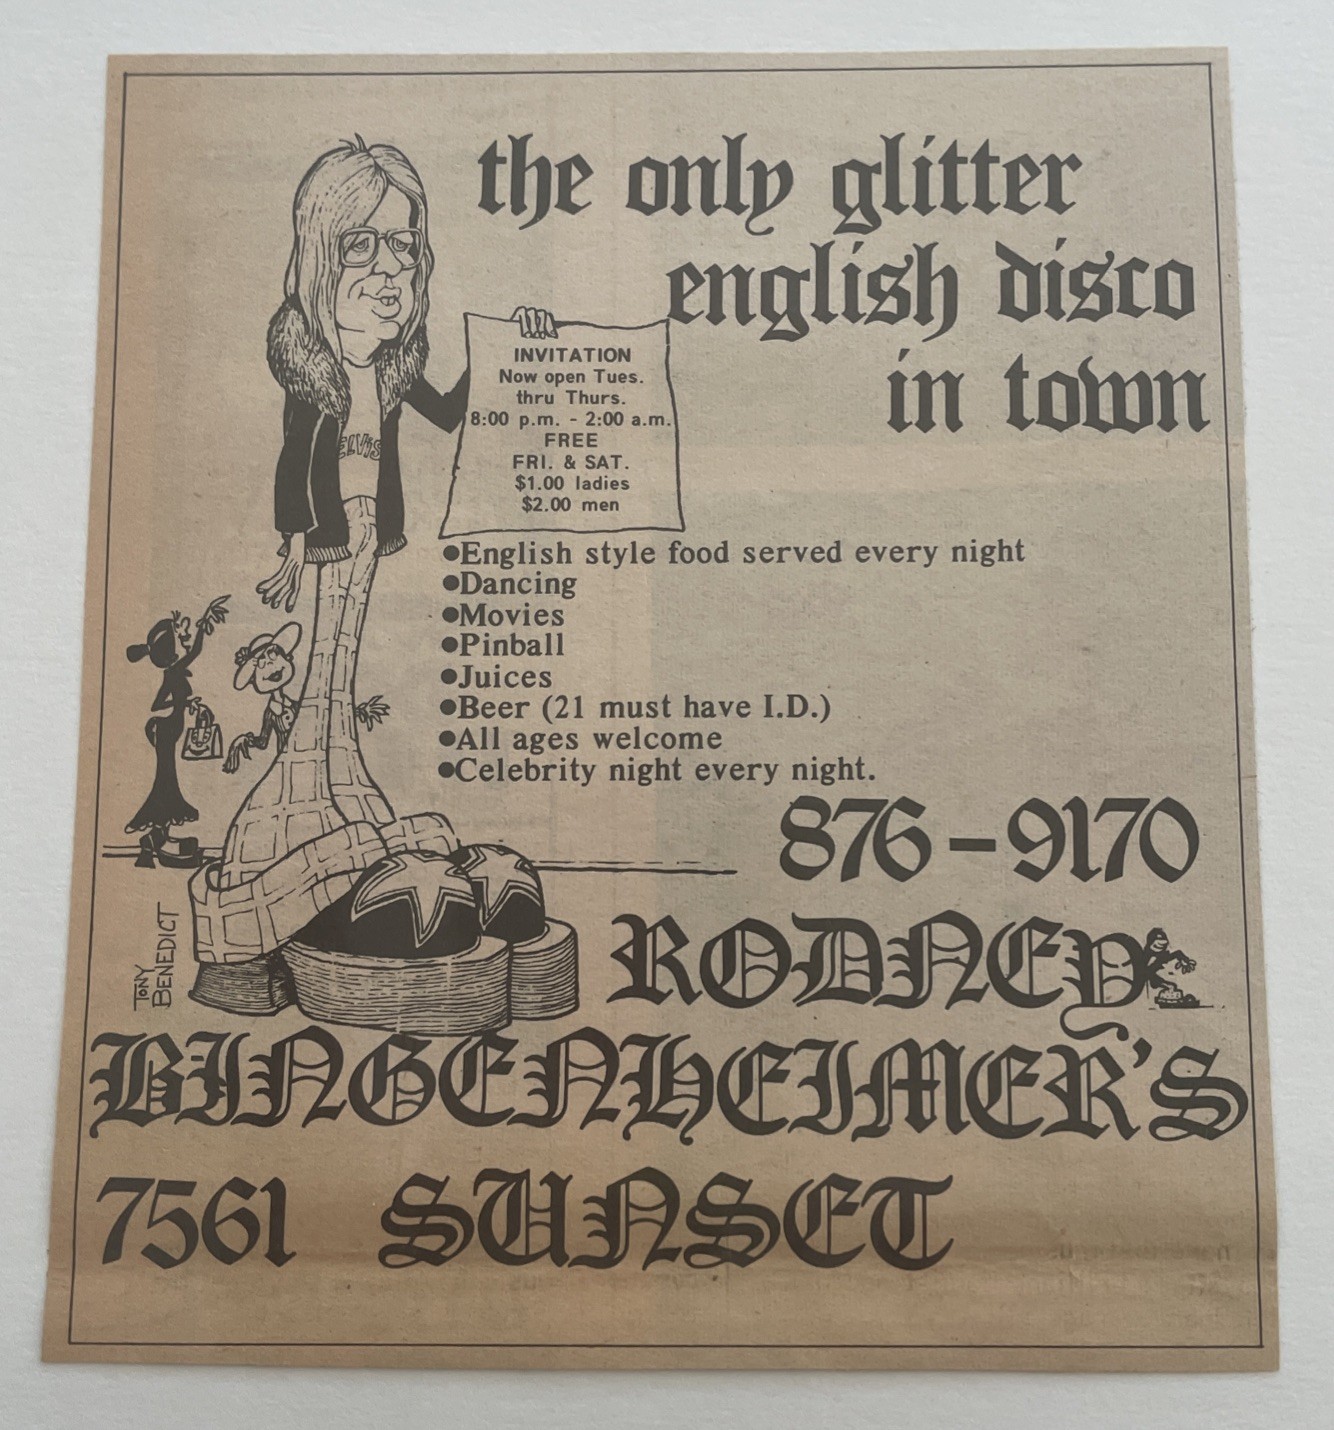 the only glitter
english disco
in town
INVITATION
Now open Tues.
thru Thurs.
8:00 p.m. - 2:00 a.m.
FREE
FRI. & SAT.
$1.00 ladies
$2.00 men
ELVIS
●English style food served every night
●Dancing
●Movies
●Pinball
●Juices
●Beer (21 must have I.D.)
●All ages welcome
●Celebrity night every night.
876-9170
TONY
BENEDICT
RODNEY
BINGENHEIMER'S
7561 SUNSET